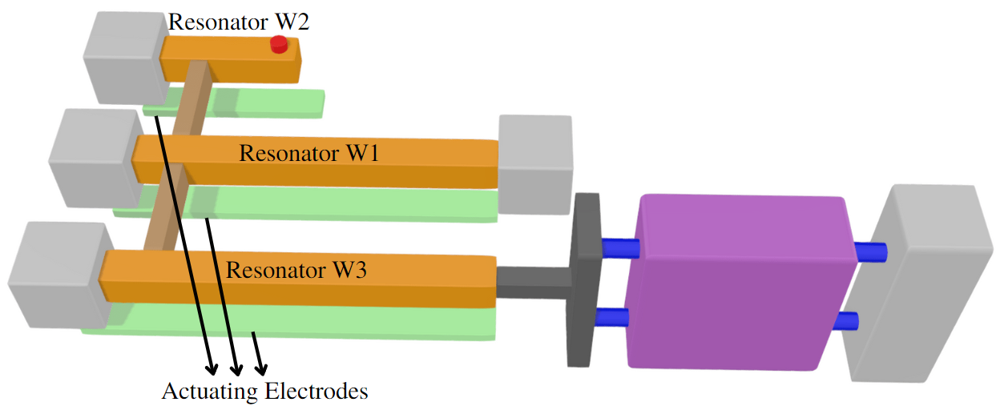 Resonator W2
Resonator W1
Resonator W3
Actuating Electrodes